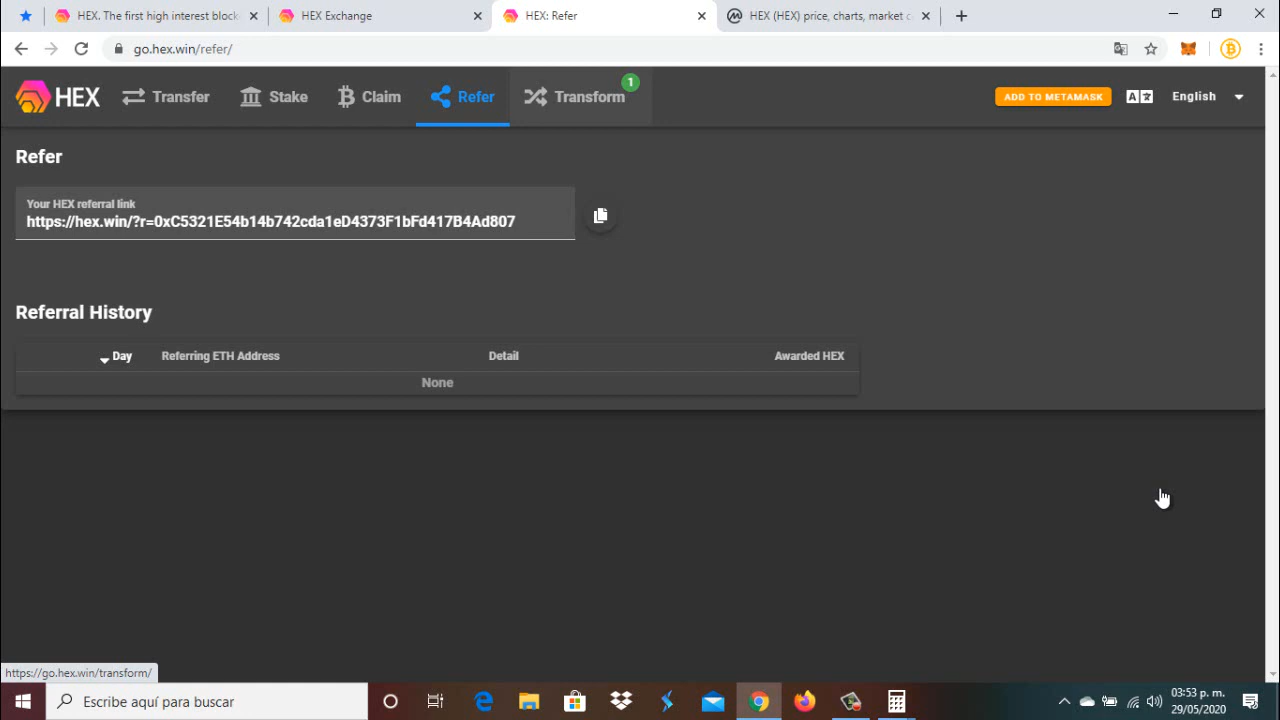 HEX. The first high interest block
HEX Exchange
HEX: Refer
HEX (HEX) price, charts, market c
go.hex.win/refer/
HEX
Transfer
Stake
Claim
Refer
Transform
1
ADD TO METAMASK
English
Refer
Your HEX referral link
https://hex.win/?r=0xC5321E54b14b742cda1eD4373F1bFd417B4Ad807
Referral History
Day Referring ETH Address Detail Awarded HEX
None
https://go.hex.win/transform/
Escribe aquí para buscar
03:53 p. m.
29/05/2020